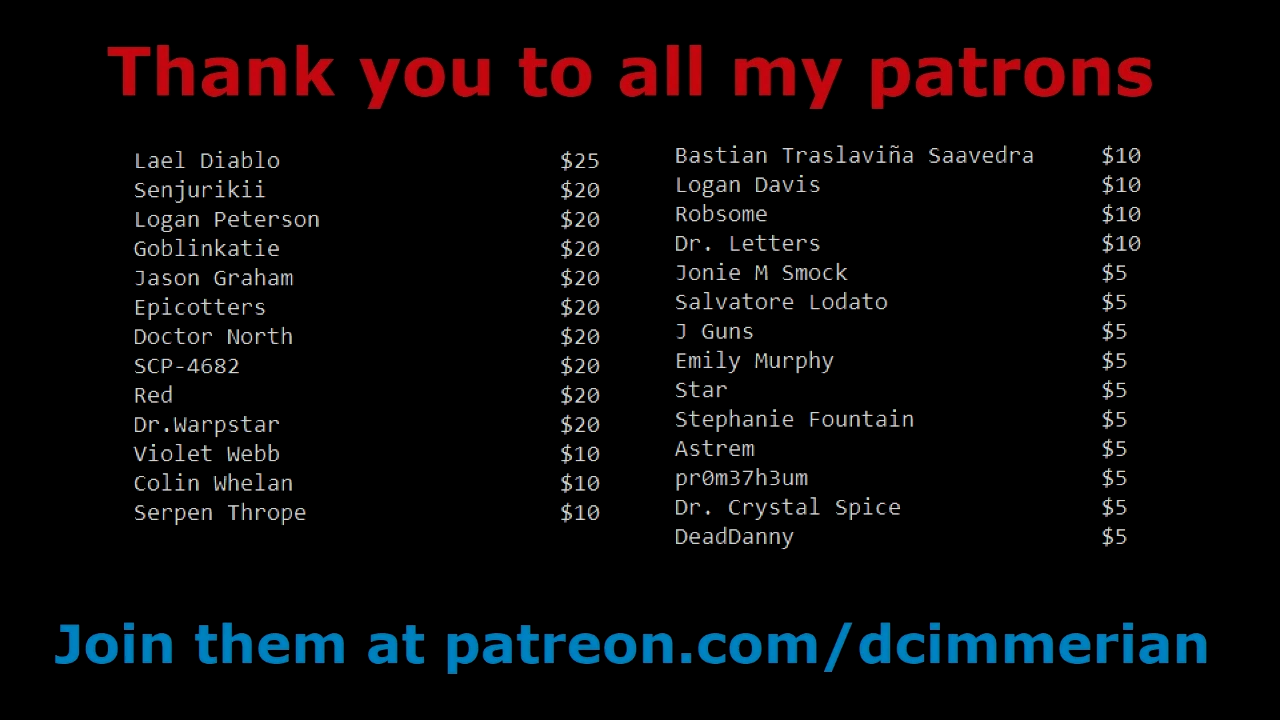 Thank you to all my patrons
Lael Diablo $25
Senjurikii $20
Logan Peterson $20
Goblinkatie $20
Jason Graham $20
Epicotters $20
Doctor North $20
SCP-4682 $20
Red $20
Dr.Warpstar $20
Violet Webb $10
Colin Whelan $10
Serpen Thrope $10
Bastian Traslaviña Saavedra $10
Logan Davis $10
Robsome $10
Dr. Letters $10
Jonie M Smock $5
Salvatore Lodato $5
J Guns $5
Emily Murphy $5
Star $5
Stephanie Fountain $5
Astrem $5
pr0m37h3um $5
Dr. Crystal Spice $5
DeadDanny $5
Join them at patreon.com/dcimmerian